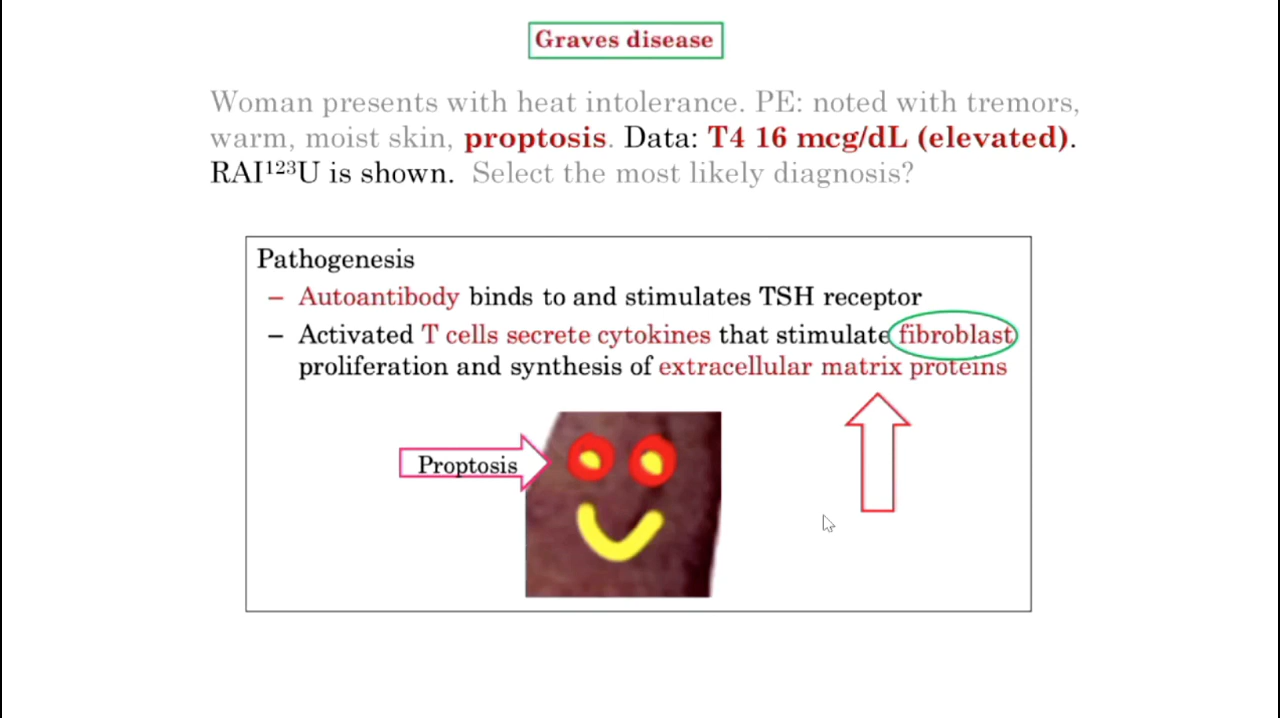 Graves disease
Woman presents with heat intolerance. PE: noted with tremors,
warm, moist skin, proptosis. Data: T4 16 mcg/dL (elevated).
RAI¹²³U is shown. Select the most likely diagnosis?
Pathogenesis
– Autoantibody binds to and stimulates TSH receptor
– Activated T cells secrete cytokines that stimulate fibroblast
proliferation and synthesis of extracellular matrix proteins
Proptosis